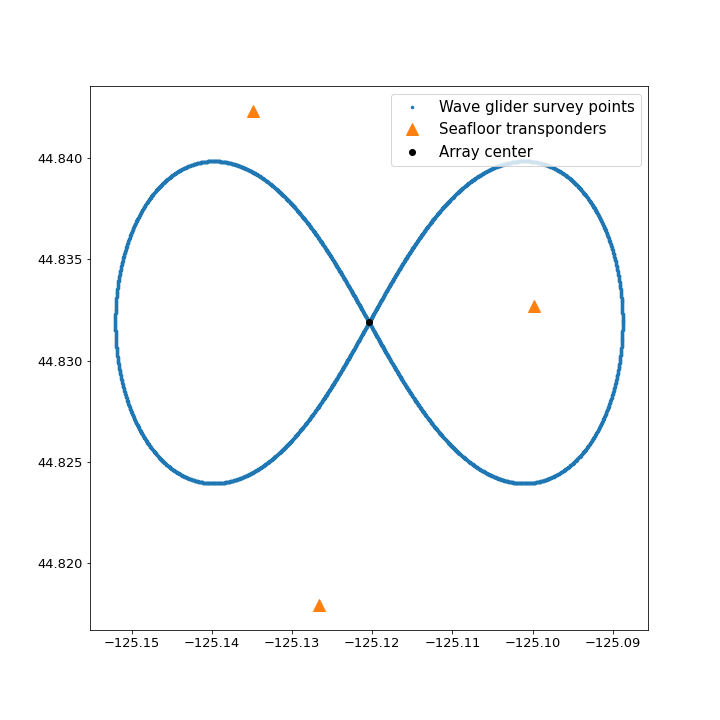 Wave glider survey points
Seafloor transponders
Array center
44.840
44.835
44.830
44.825
44.820
−125.15 −125.14 −125.13 −125.12 −125.11 −125.10 −125.09